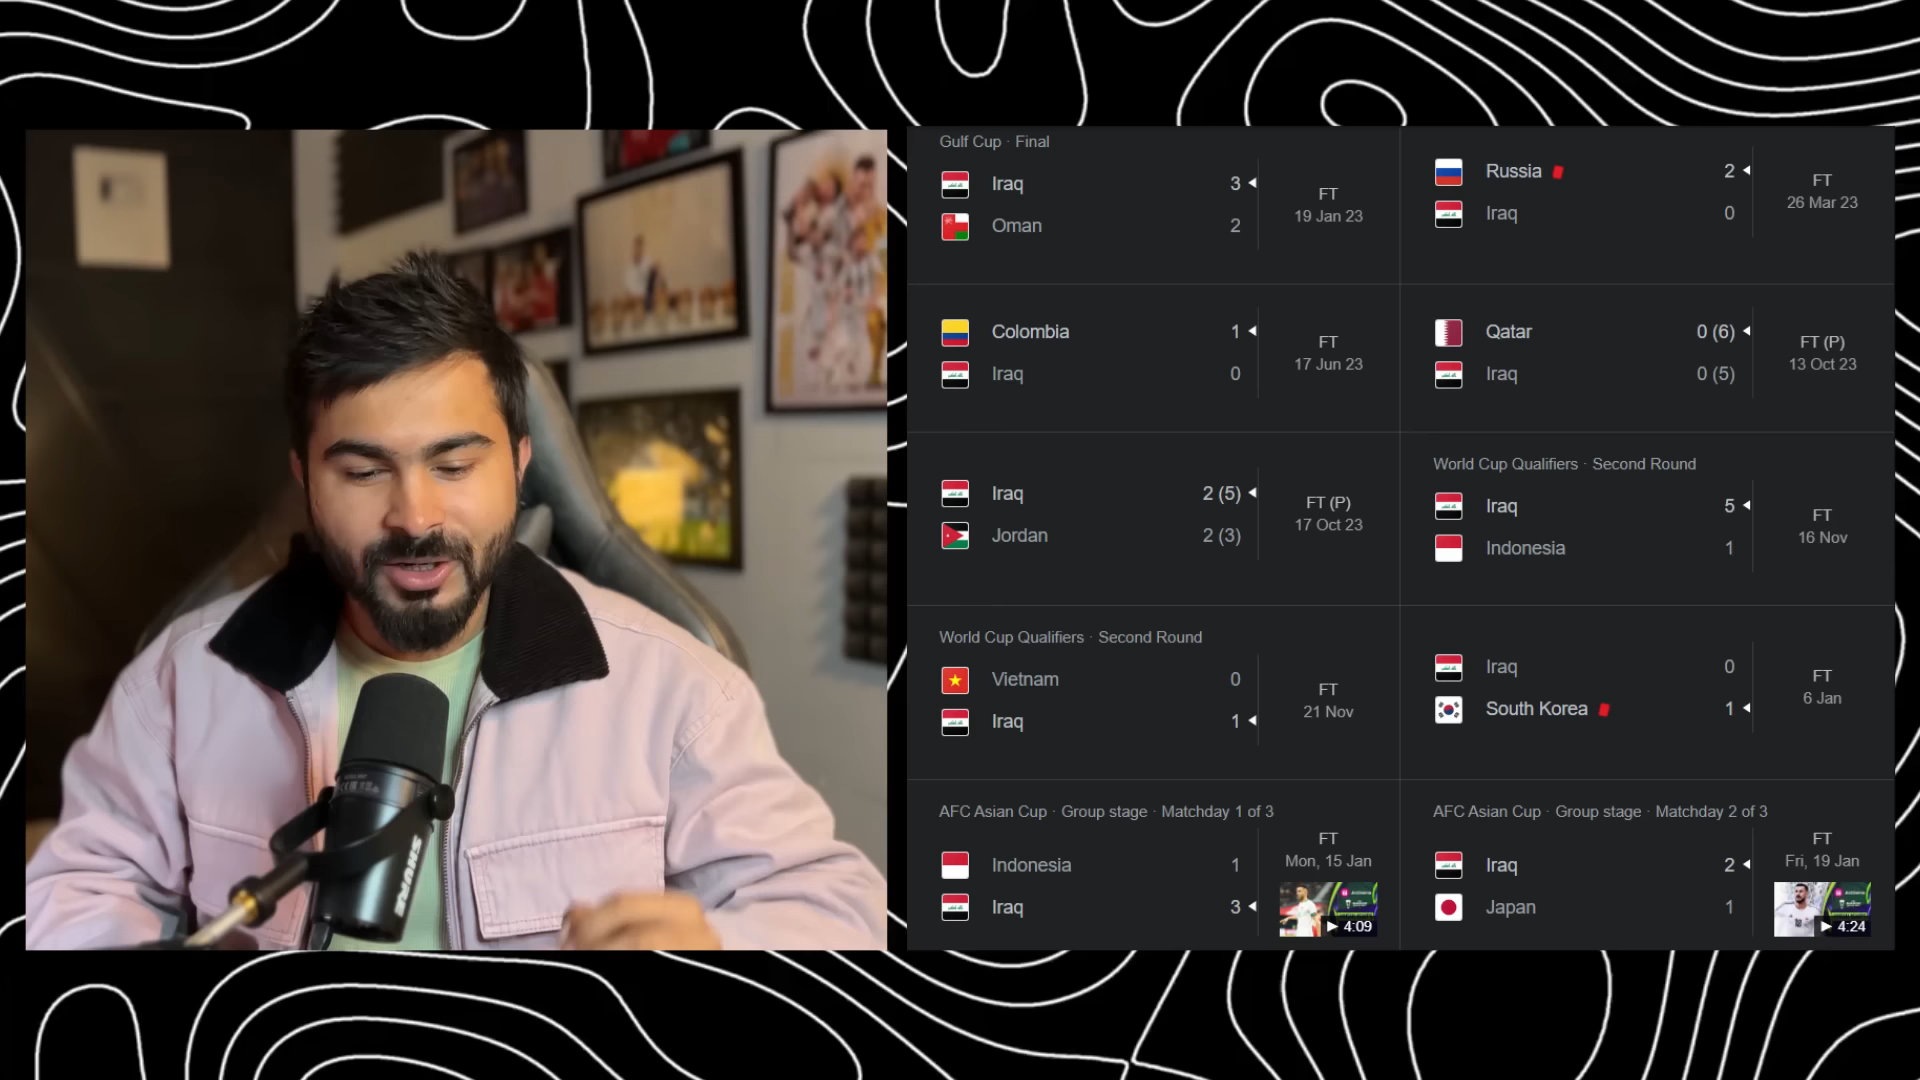 Gulf Cup · Final
Iraq 3
Oman 2
FT
19 Jan 23
Russia 2
Iraq 0
FT
26 Mar 23
Colombia 1
Iraq 0
FT
17 Jun 23
Qatar 0 (6)
Iraq 0 (5)
FT (P)
13 Oct 23
Iraq 2 (5)
Jordan 2 (3)
FT (P)
17 Oct 23
World Cup Qualifiers · Second Round
Iraq 5
Indonesia 1
FT
16 Nov
World Cup Qualifiers · Second Round
Vietnam 0
Iraq 1
FT
21 Nov
Iraq 0
South Korea 1
FT
6 Jan
AFC Asian Cup · Group stage · Matchday 1 of 3
Indonesia 1
Iraq 3
FT
Mon, 15 Jan
4:09
AFC Asian Cup · Group stage · Matchday 2 of 3
Iraq 2
Japan 1
FT
Fri, 19 Jan
4:24
SHURE